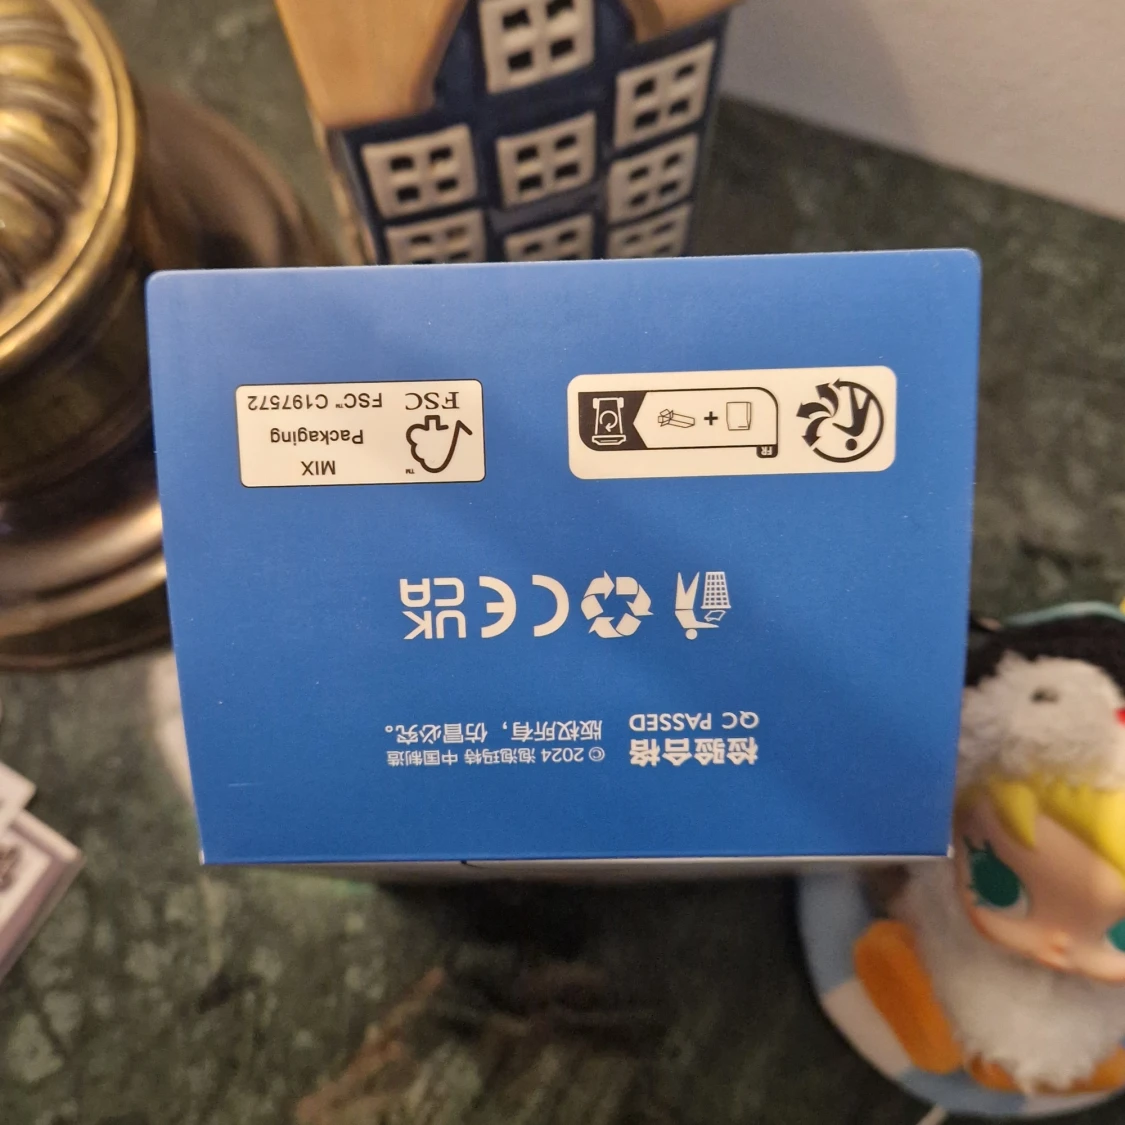 检验合格
QC PASSED
© 2024 泡泡玛特 中国制造
版权所有，仿冒必究。
UK
CA
CE
FR
+
MIX
Packaging
FSC
FSC™ C197572